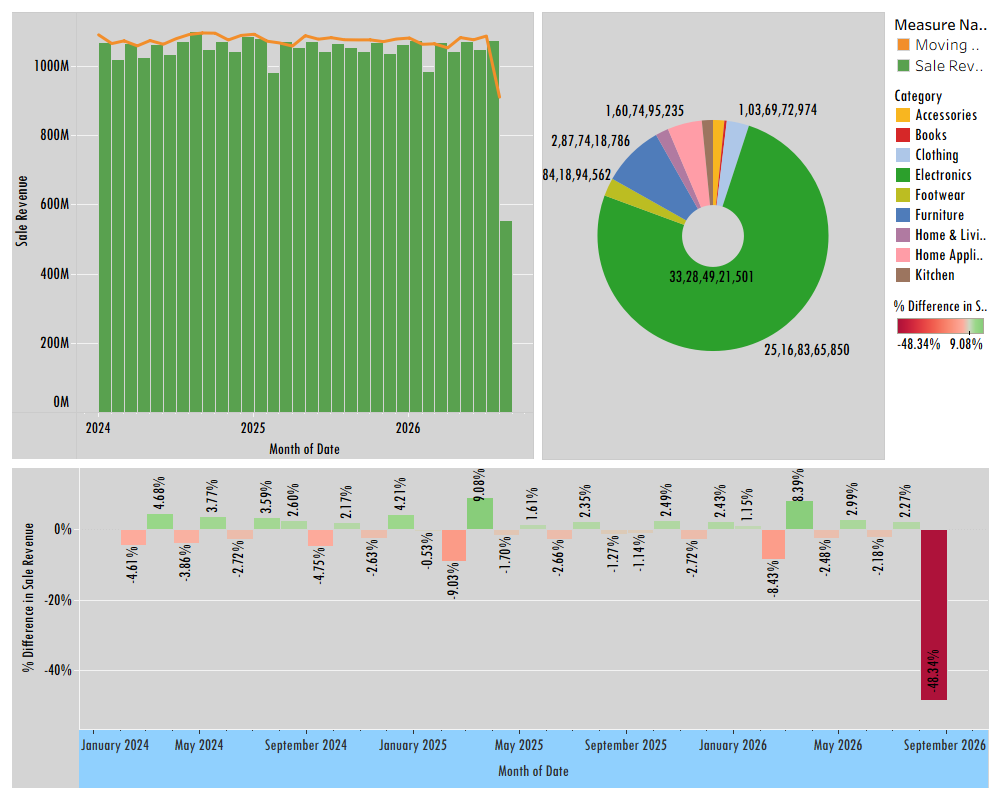 1000M
800M
600M
400M
200M
0M
Sale Revenue
2024
2025
2026
Month of Date
1,60,74,95,235
1,03,69,72,974
2,87,74,18,786
84,18,94,562
33,28,49,21,501
25,16,83,65,850
Measure Na..
Moving ..
Sale Rev..
Category
Accessories
Books
Clothing
Electronics
Footwear
Furniture
Home & Livi..
Home Appli..
Kitchen
% Difference in S..
-48.34% 9.08%
% Difference in Sale Revenue
0%
-20%
-40%
-4.61%
4.68%
-3.86%
3.77%
-2.72%
3.59%
2.60%
-4.75%
2.17%
-2.63%
4.21%
-0.53%
-9.03%
9.08%
-1.70%
1.61%
-2.66%
2.35%
-1.27%
-1.14%
2.49%
-2.72%
2.43%
1.15%
-8.43%
8.39%
-2.48%
2.99%
-2.18%
2.27%
-48.34%
January 2024
May 2024
September 2024
January 2025
May 2025
September 2025
January 2026
May 2026
September 2026
Month of Date